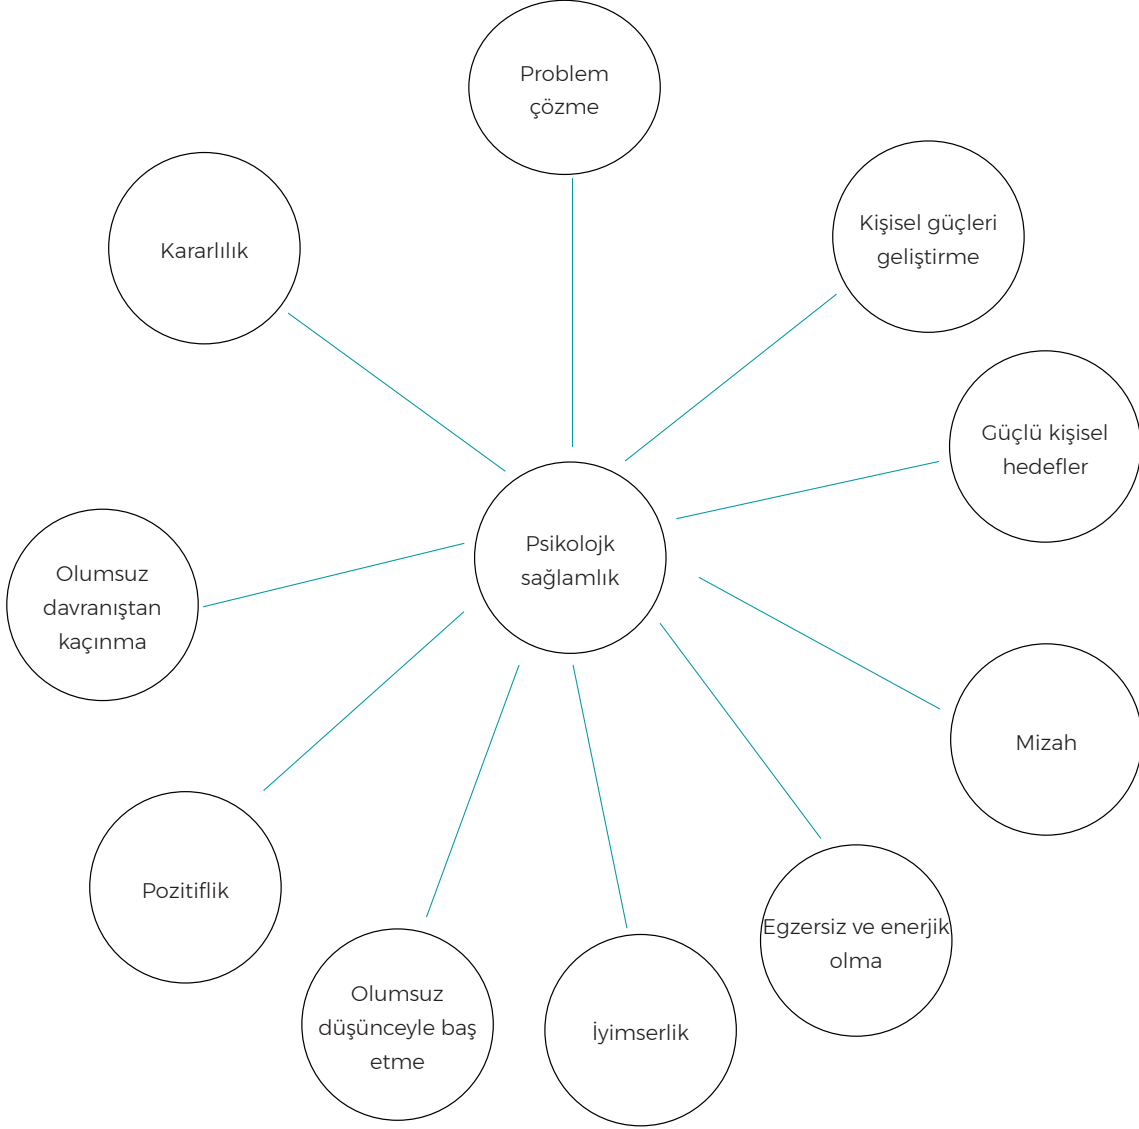 Problem
çözme
Kişisel güçleri
geliştirme
Kararlılık
Güçlü kişisel
hedefler
Psikolojk
sağlamlık
Olumsuz
davranıştan
kaçınma
Mizah
Pozitiflik
Egzersiz ve enerjik
olma
Olumsuz
düşünceyle baş
etme
İyimserlik